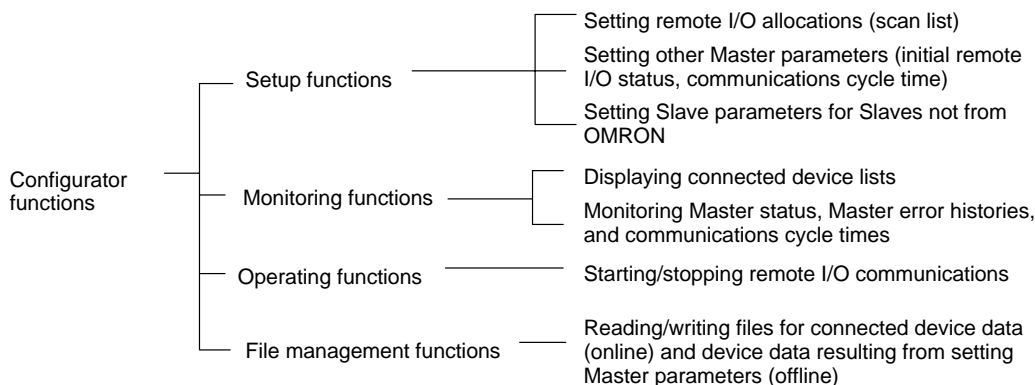 Configurator
functions
Setup functions
Setting remote I/O allocations (scan list)
Setting other Master parameters (initial remote
I/O status, communications cycle time)
Setting Slave parameters for Slaves not from
OMRON
Monitoring functions
Displaying connected device lists
Monitoring Master status, Master error histories,
and communications cycle times
Operating functions
Starting/stopping remote I/O communications
File management functions
Reading/writing files for connected device data
(online) and device data resulting from setting
Master parameters (offline)